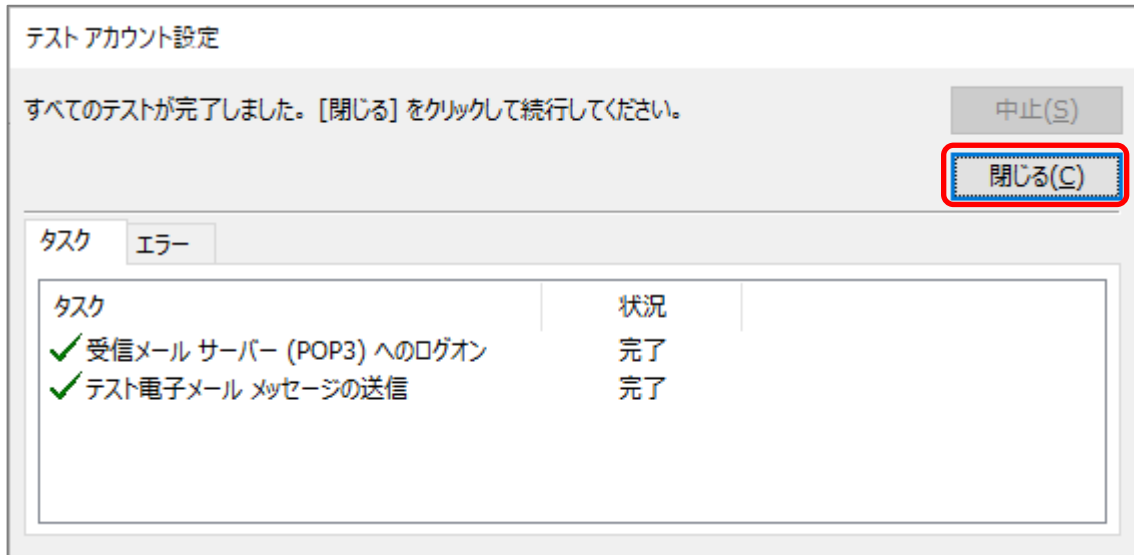 テスト アカウント設定
すべてのテストが完了しました。[閉じる] をクリックして続行してください。
中止(S)
閉じる(C)
タスク エラー
タスク 状況
受信メール サーバー (POP3) へのログオン 完了
テスト電子メール メッセージの送信 完了